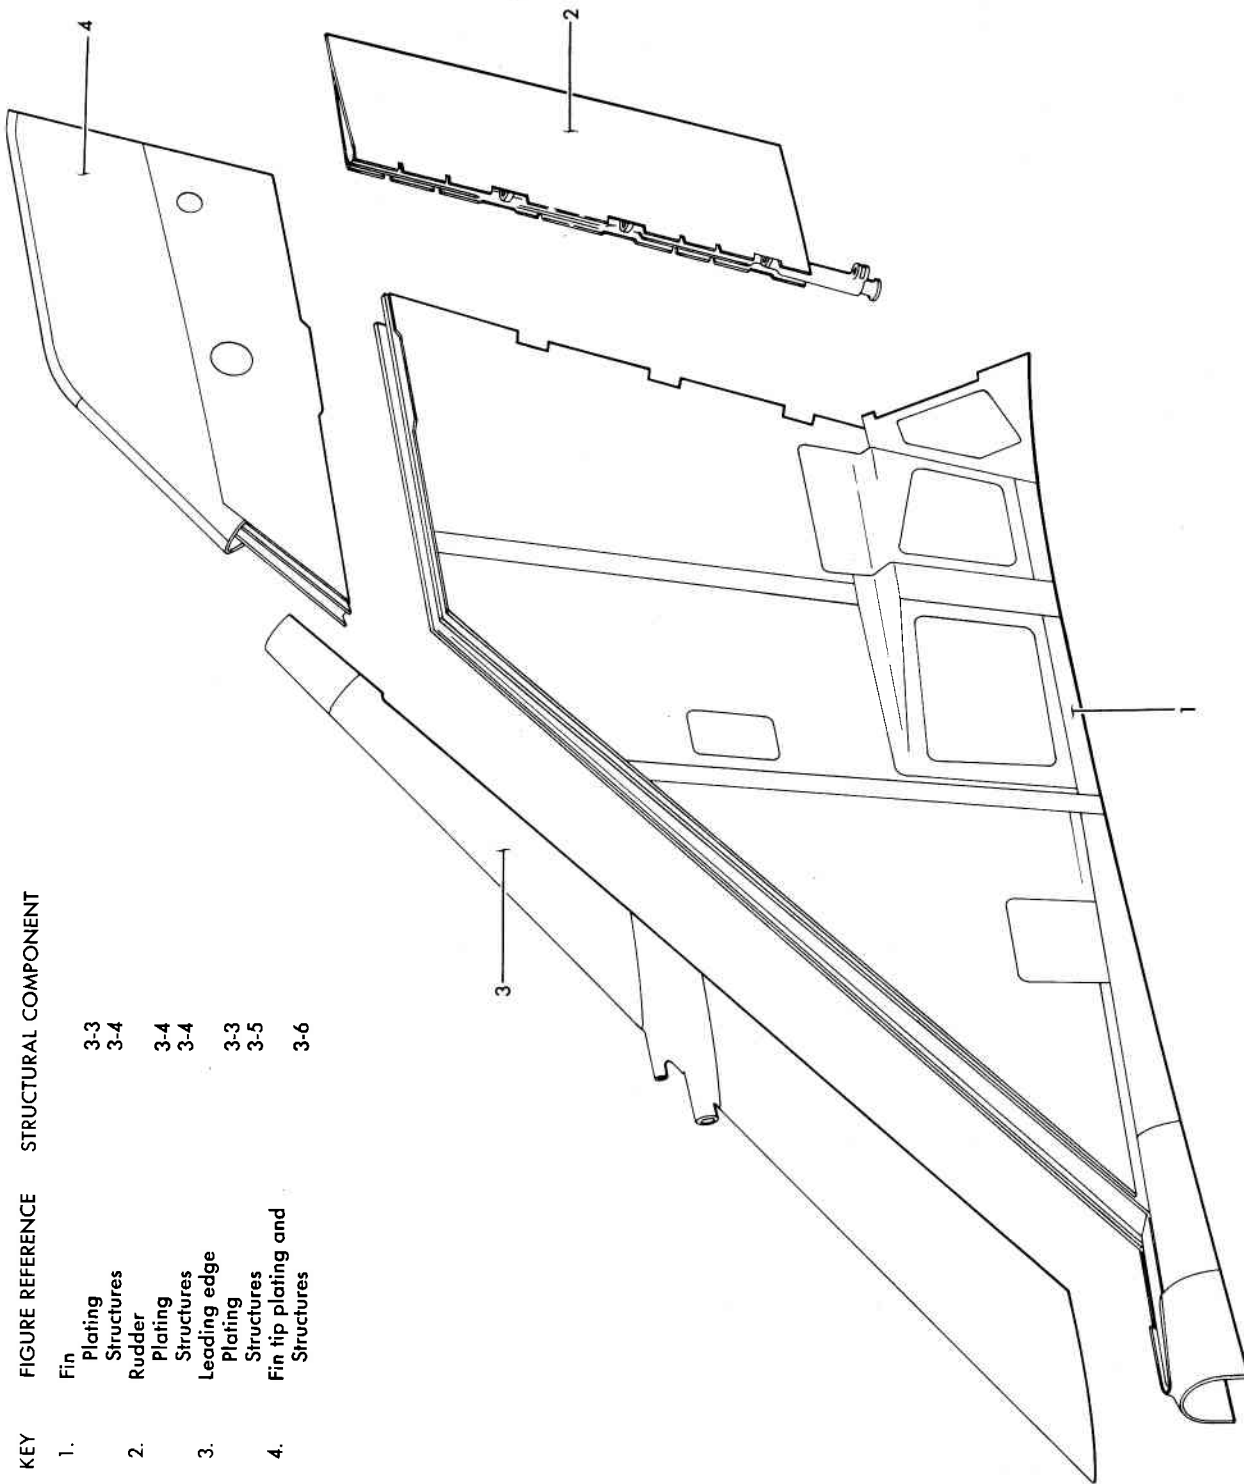 KEY FIGURE REFERENCE STRUCTURAL COMPONENT
1. Fin
Plating 3-3
Structures 3-4
2. Rudder
Plating 3-4
Structures 3-4
3. Leading edge
Plating 3-3
Structures 3-5
4. Fin tip plating and
Structures 3-6
4
2
3
1